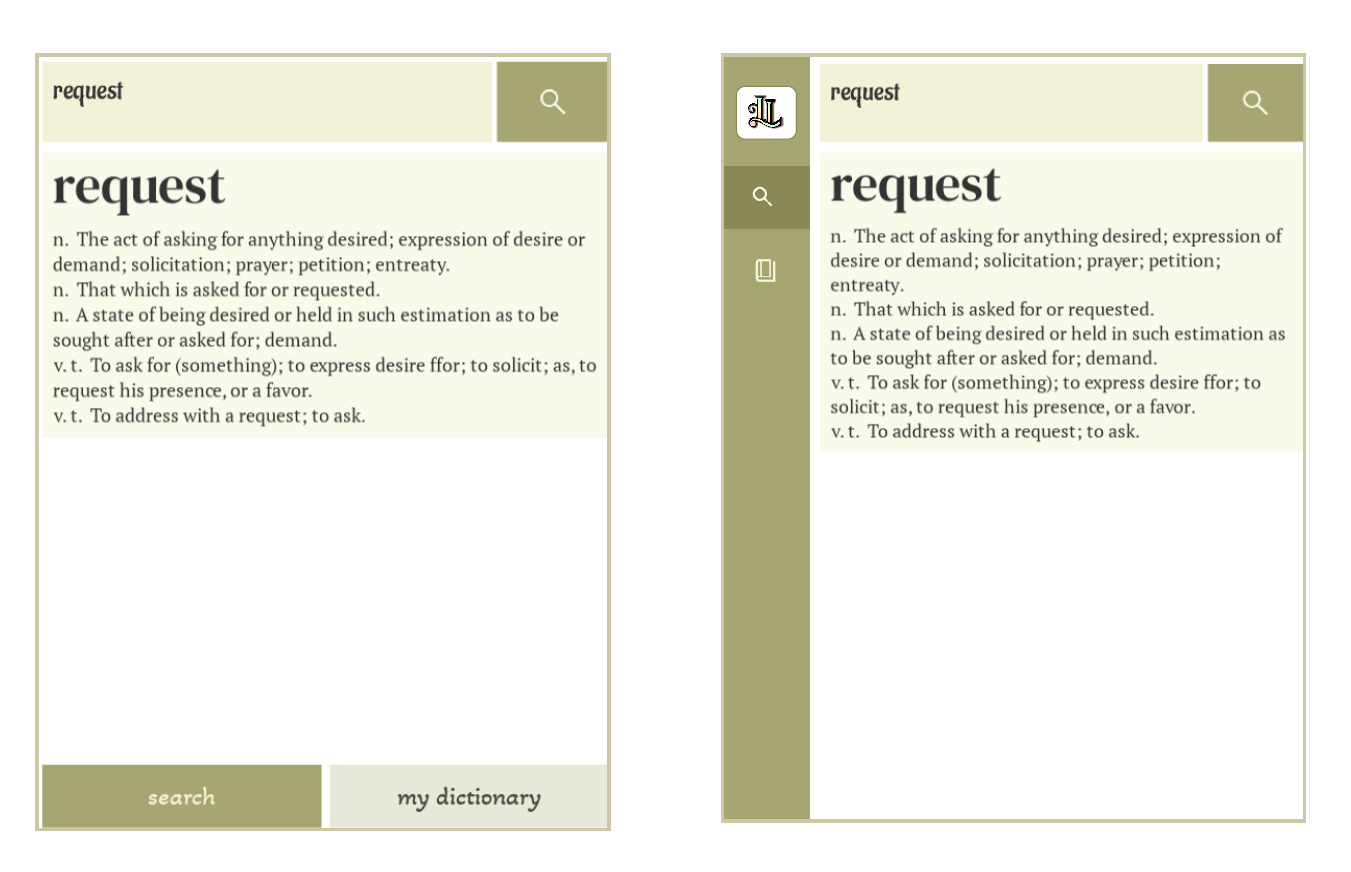 request
request
n. The act of asking for anything desired; expression of desire or
demand; solicitation; prayer; petition; entreaty.
n. That which is asked for or requested.
n. A state of being desired or held in such estimation as to be
sought after or asked for; demand.
v. t. To ask for (something); to express desire ffor; to solicit; as, to
request his presence, or a favor.
v. t. To address with a request; to ask.
search
my dictionary
request
request
n. The act of asking for anything desired; expression of
desire or demand; solicitation; prayer; petition;
entreaty.
n. That which is asked for or requested.
n. A state of being desired or held in such estimation as
to be sought after or asked for; demand.
v. t. To ask for (something); to express desire ffor; to
solicit; as, to request his presence, or a favor.
v. t. To address with a request; to ask.